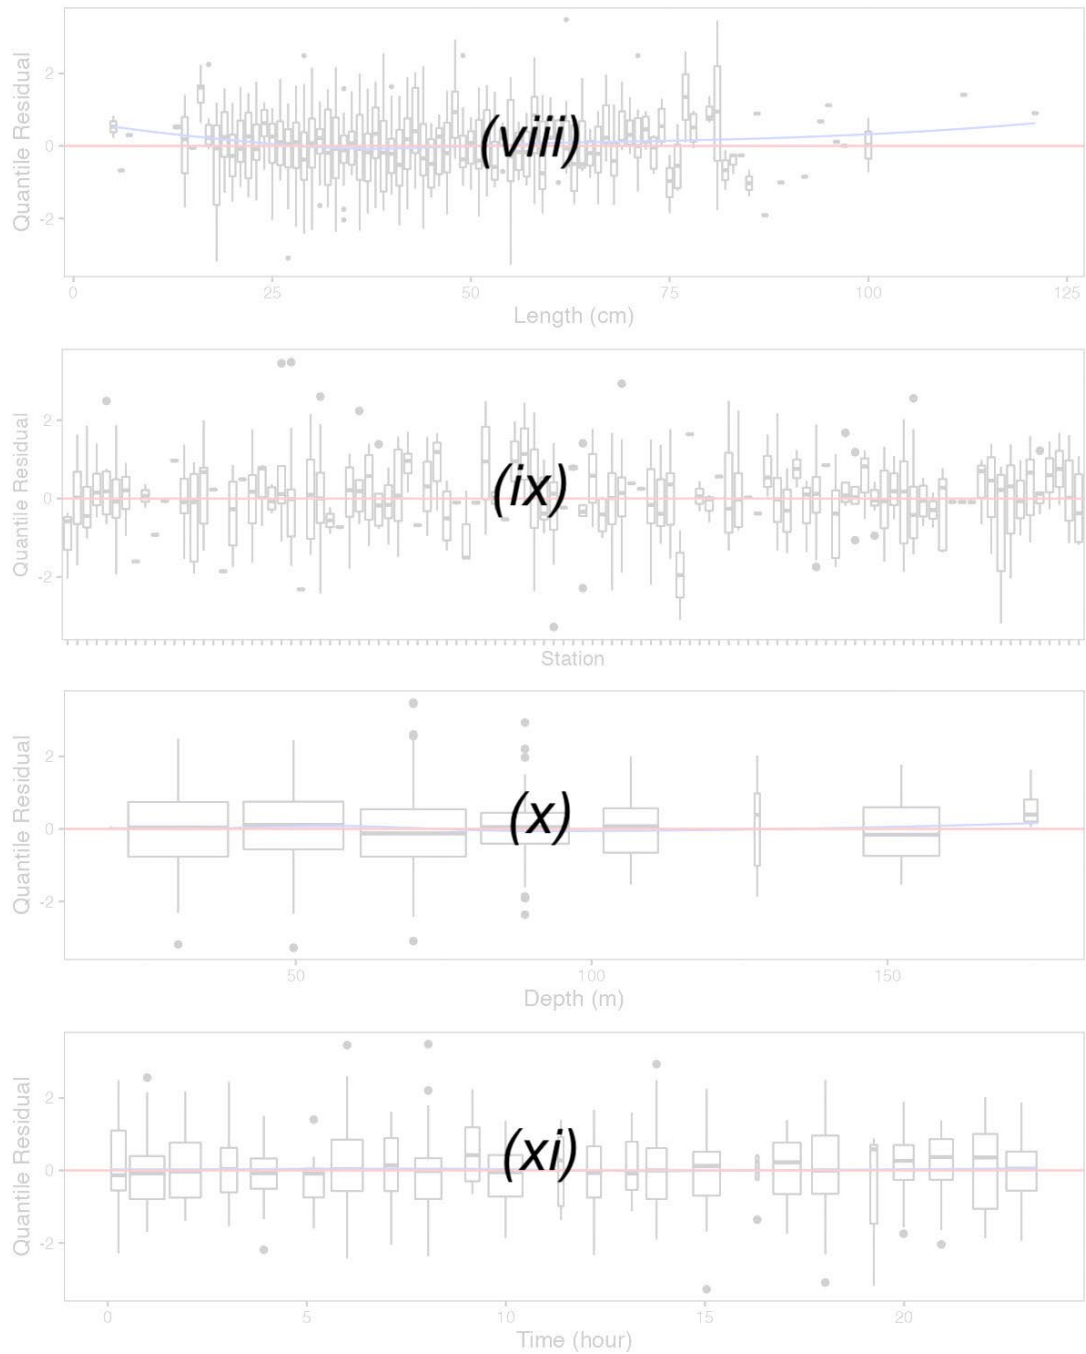 Quantile Residual
2
0
-2
(viii)
0 25 50 75 100 125
Length (cm)
Quantile Residual
2
0
-2
(ix)
Station
Quantile Residual
2
0
-2
(x)
50 100 150
Depth (m)
Quantile Residual
2
0
-2
(xi)
0 5 10 15 20
Time (hour)